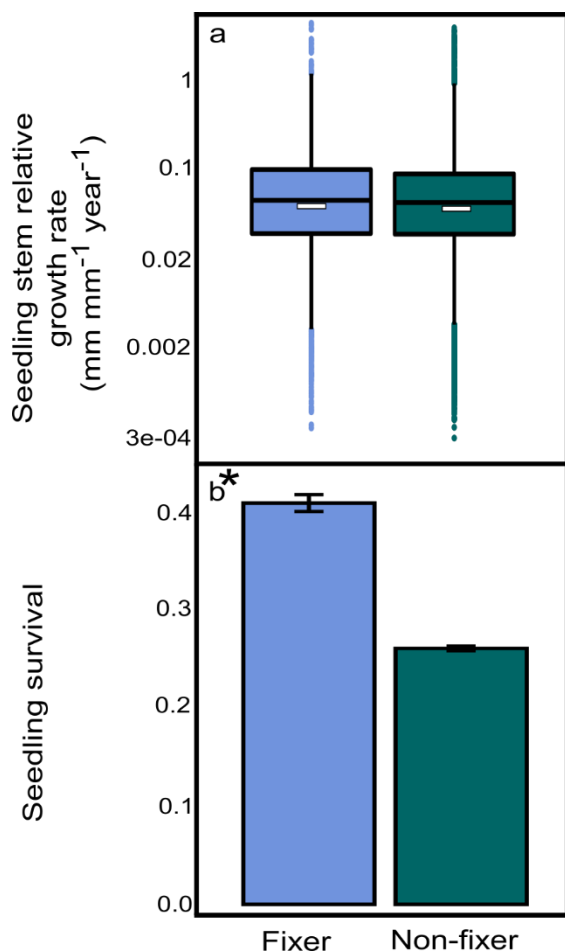 a
Seedling stem relative
growth rate
(mm mm⁻¹ year⁻¹)
1
0.1
0.02
0.002
3e-04
b*
Seedling survival
0.4
0.3
0.2
0.1
0.0
Fixer Non-fixer